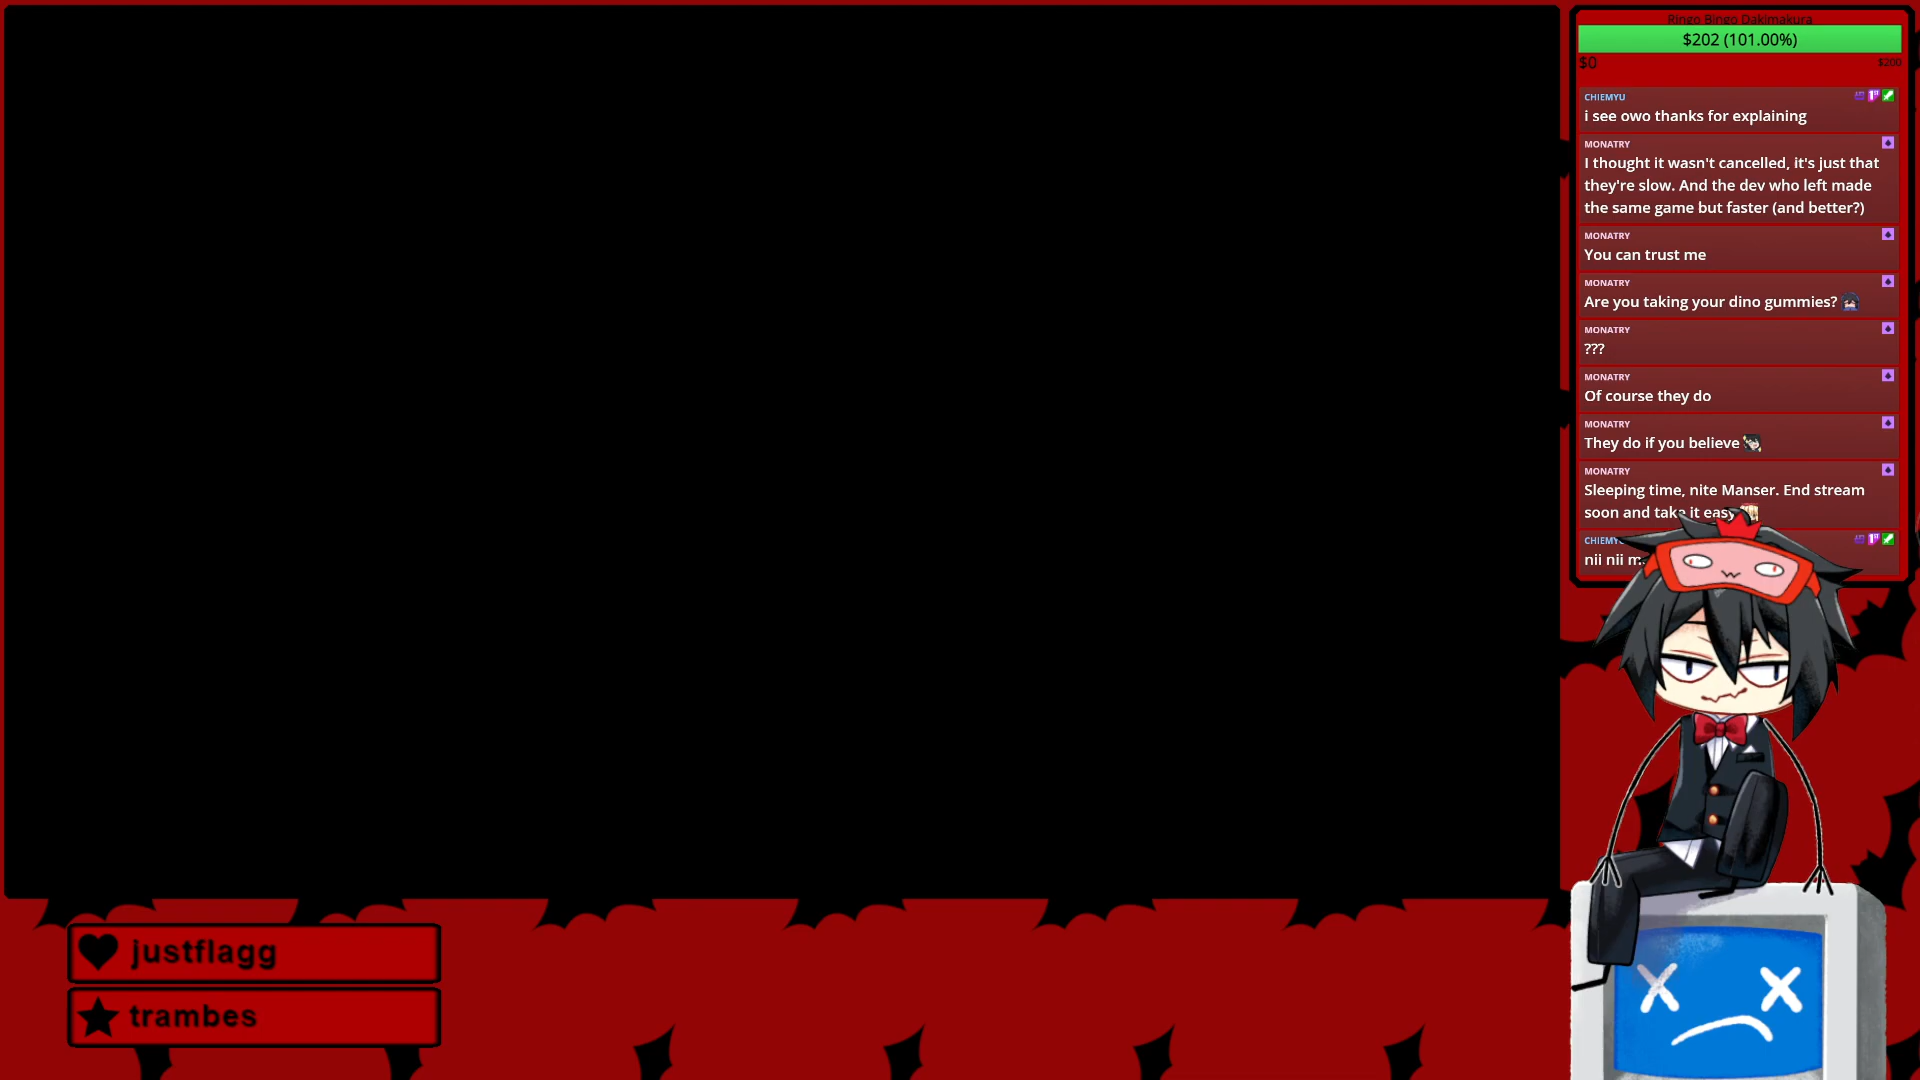 Ringo Bingo Dakimakura
$202 (101.00%)
$0
$200
CHIEMYU
i see owo thanks for explaining
MONATRY
I thought it wasn't cancelled, it's just that
they're slow. And the dev who left made
the same game but faster (and better?)
MONATRY
You can trust me
MONATRY
Are you taking your dino gummies?
MONATRY
???
MONATRY
Of course they do
MONATRY
They do if you believe
MONATRY
Sleeping time, nite Manser. End stream
soon and take it easy
nii nii
justflagg
trambes